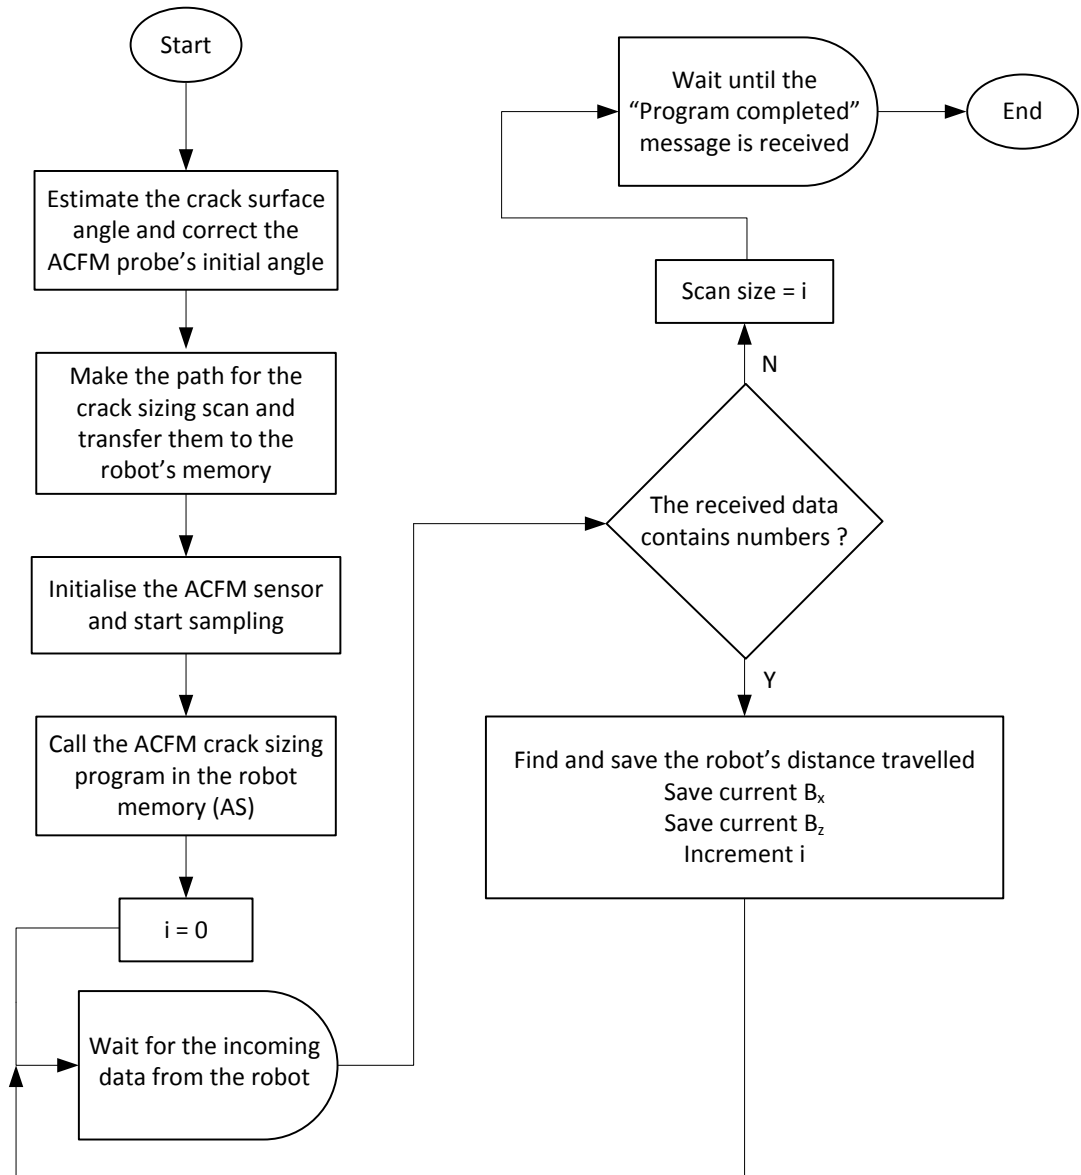 Start
Estimate the crack surface
angle and correct the
ACFM probe’s initial angle
Make the path for the
crack sizing scan and
transfer them to the
robot’s memory
Initialise the ACFM sensor
and start sampling
Call the ACFM crack sizing
program in the robot
memory (AS)
i = 0
Wait for the incoming
data from the robot
The received data
contains numbers ?
Y
Find and save the robot’s distance travelled
Save current Bx
Save current Bz
Increment i
N
Scan size = i
Wait until the
“Program completed”
message is received
End